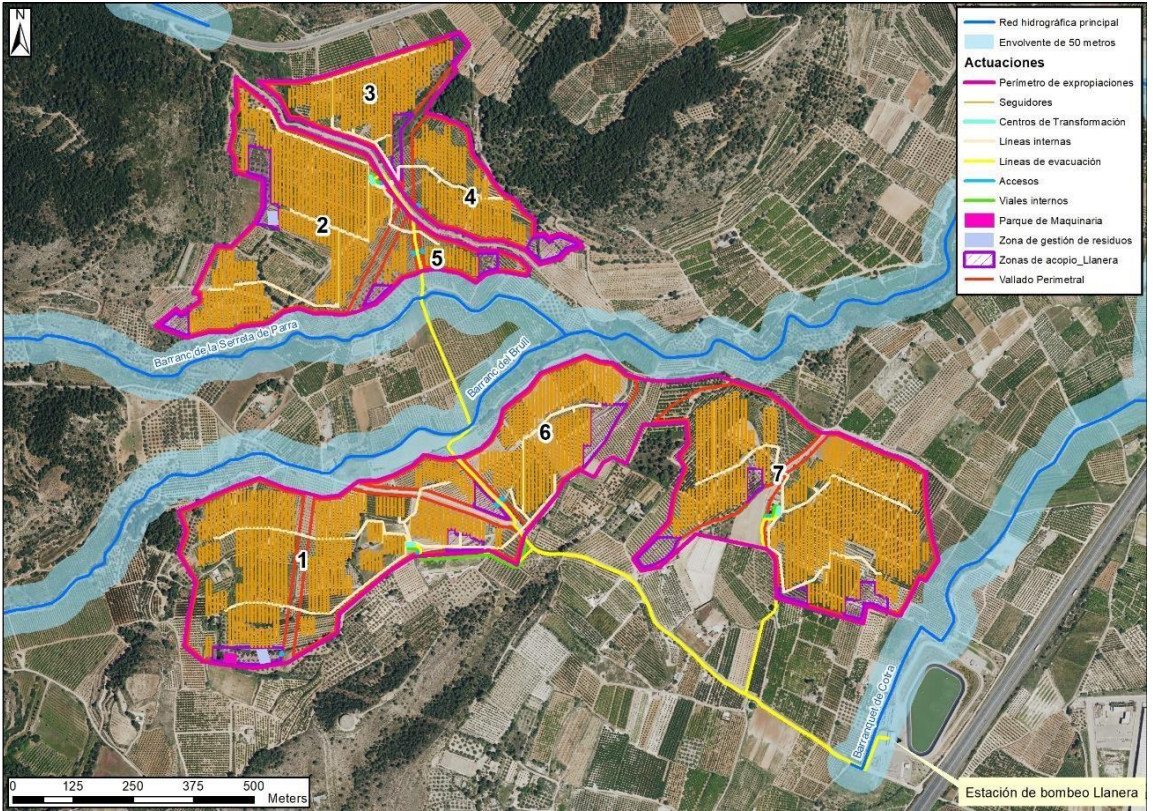 N
Red hidrográfica principal
Envolvente de 50 metros
Actuaciones
Perímetro de expropiaciones
Seguidores
Centros de Transformación
Líneas internas
Líneas de evacuación
Accesos
Viales internos
Parque de Maquinaria
Zona de gestión de residuos
Zonas de acopio_Llanera
Vallado Perimetral
3
4
2
5
Barranc de la Serreta de Parra
Barranc del Brull
6
7
1
Barranquet de Cotra
0 125 250 375 500
Meters
Estación de bombeo Llanera